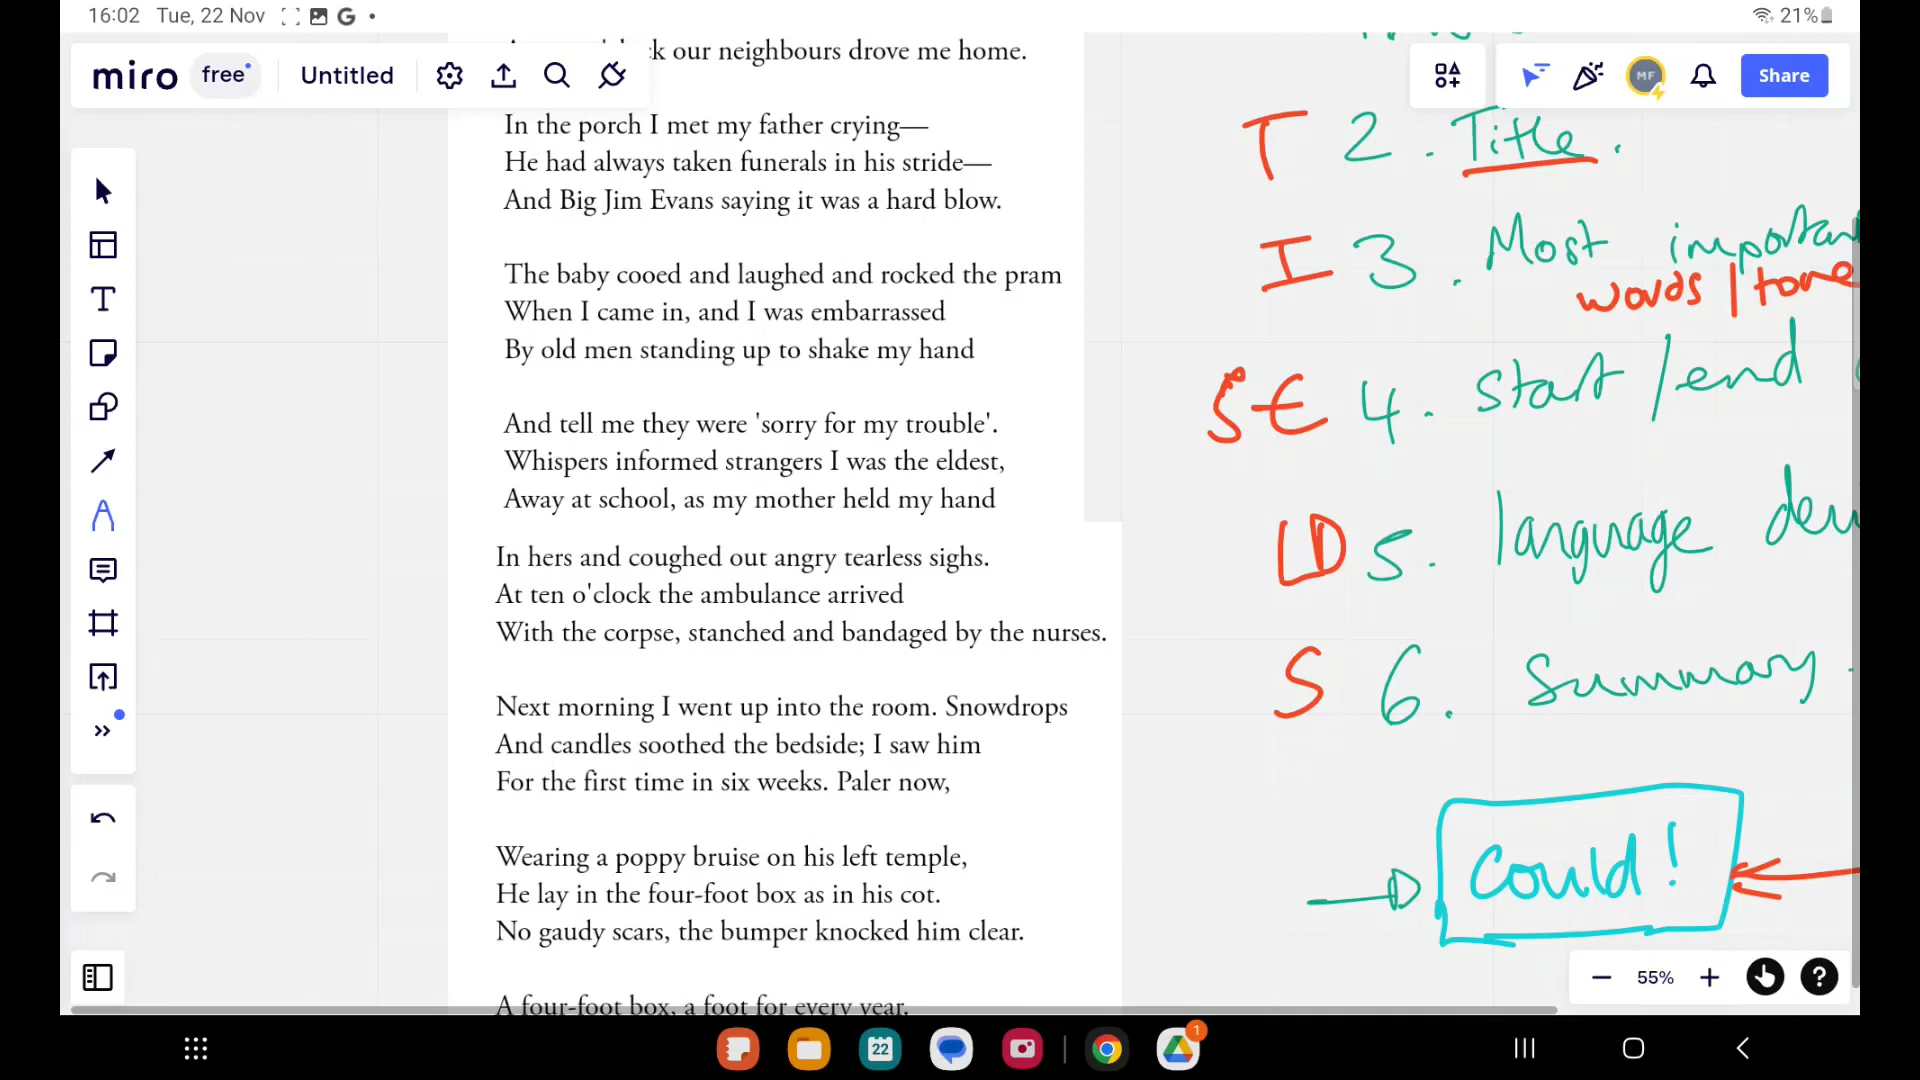 16:02 Tue, 22 Nov
21%
k our neighbours drove me home.
miro free Untitled
Share
MF
In the porch I met my father crying—
He had always taken funerals in his stride—
And Big Jim Evans saying it was a hard blow.
The baby cooed and laughed and rocked the pram
When I came in, and I was embarrassed
By old men standing up to shake my hand
And tell me they were 'sorry for my trouble'.
Whispers informed strangers I was the eldest,
Away at school, as my mother held my hand
In hers and coughed out angry tearless sighs.
At ten o'clock the ambulance arrived
With the corpse, stanched and bandaged by the nurses.
Next morning I went up into the room. Snowdrops
And candles soothed the bedside; I saw him
For the first time in six weeks. Paler now,
Wearing a poppy bruise on his left temple,
He lay in the four-foot box as in his cot.
No gaudy scars, the bumper knocked him clear.
A four-foot box, a foot for every year.
T 2. Title.
I 3. Most important
words / tone
SE 4. start / end
LD 5. language
S 6. Summary
Could!
55%
22
1